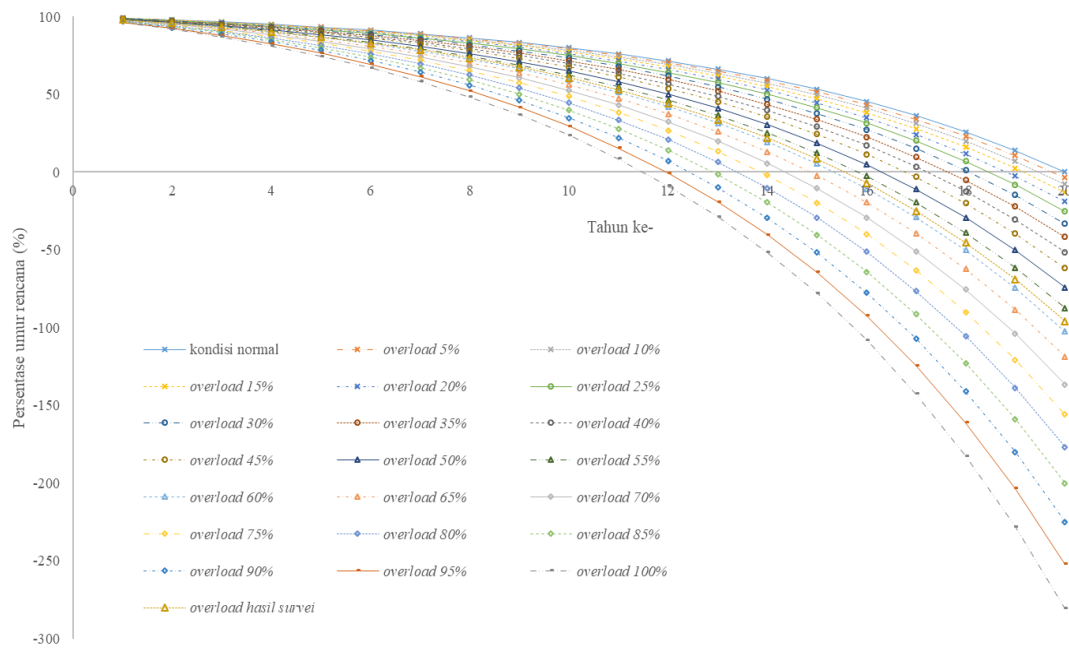 100
50
0
0
2
4
6
8
10
12
14
16
18
20
Tahun ke-
-50
-100
-150
-200
-250
-300
Persentase umur rencana (%)
kondisi normal
overload 5%
overload 10%
overload 15%
overload 20%
overload 25%
overload 30%
overload 35%
overload 40%
overload 45%
overload 50%
overload 55%
overload 60%
overload 65%
overload 70%
overload 75%
overload 80%
overload 85%
overload 90%
overload 95%
overload 100%
overload hasil survei